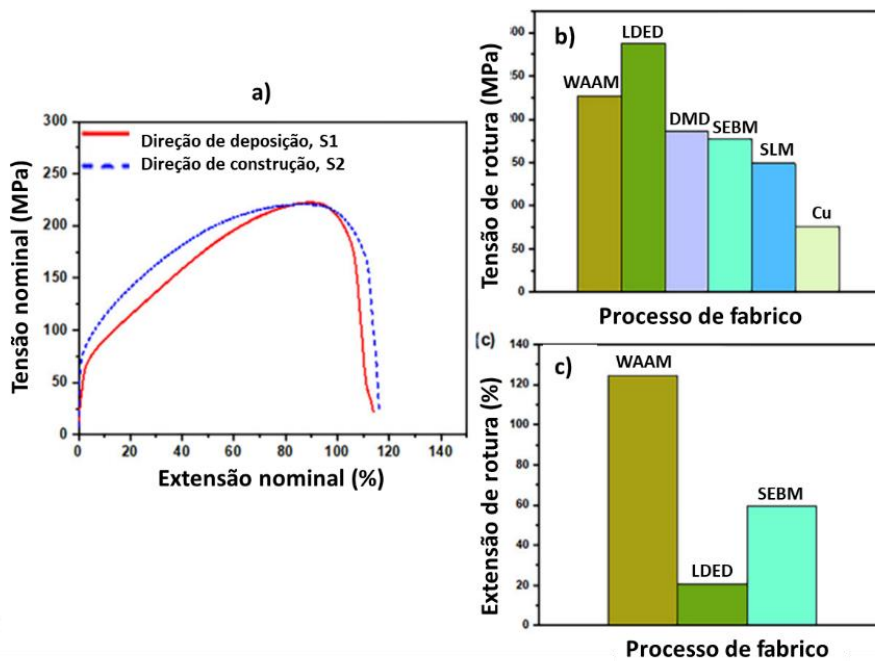 a)
300
250
200
150
100
50
0
Tensão nominal (MPa)
Direção de deposição, S1
Direção de construção, S2
0 20 40 60 80 100 120 140
Extensão nominal (%)
b)
Tensão de rotura (MPa)
WAAM
LDED
DMD
SEBM
SLM
Cu
Processo de fabrico
[c)
c)
140
120
100
80
60
40
20
0
Extensão de rotura (%)
WAAM
LDED
SEBM
Processo de fabrico